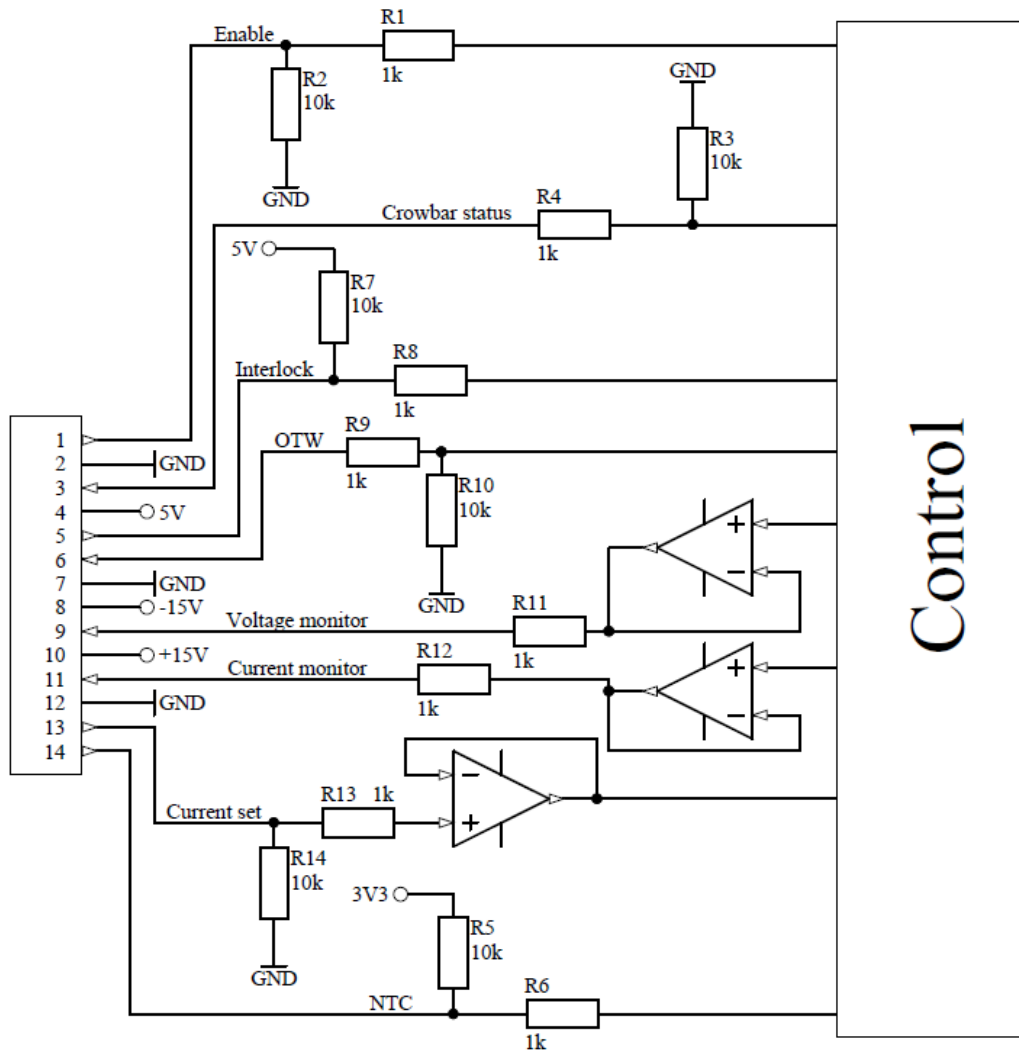 R1
Enable
1k
R2
10k
GND
GND
R3
10k
R4
Crowbar status
1k
5V
R7
10k
R8
Interlock
1k
R9
OTW
1k
R10
10k
GND
1
2 GND
3
4 5V
5
6
7 GND
8 -15V
9
10 +15V
11
12 GND
13
14
+
−
R11
Voltage monitor
1k
R12
Current monitor
1k
+
−
−
+
R13 1k
Current set
R14
10k
GND
3V3
R5
10k
R6
NTC
1k
Control